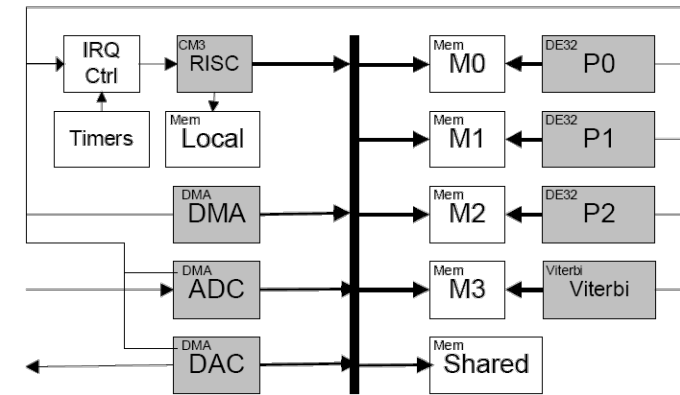 IRQ
Ctrl
CM3
RISC
Mem
M0
DE32
P0
Timers
Mem
Local
Mem
M1
DE32
P1
DMA
DMA
Mem
M2
DE32
P2
DMA
ADC
Mem
M3
Viterbi
Viterbi
DMA
DAC
Mem
Shared